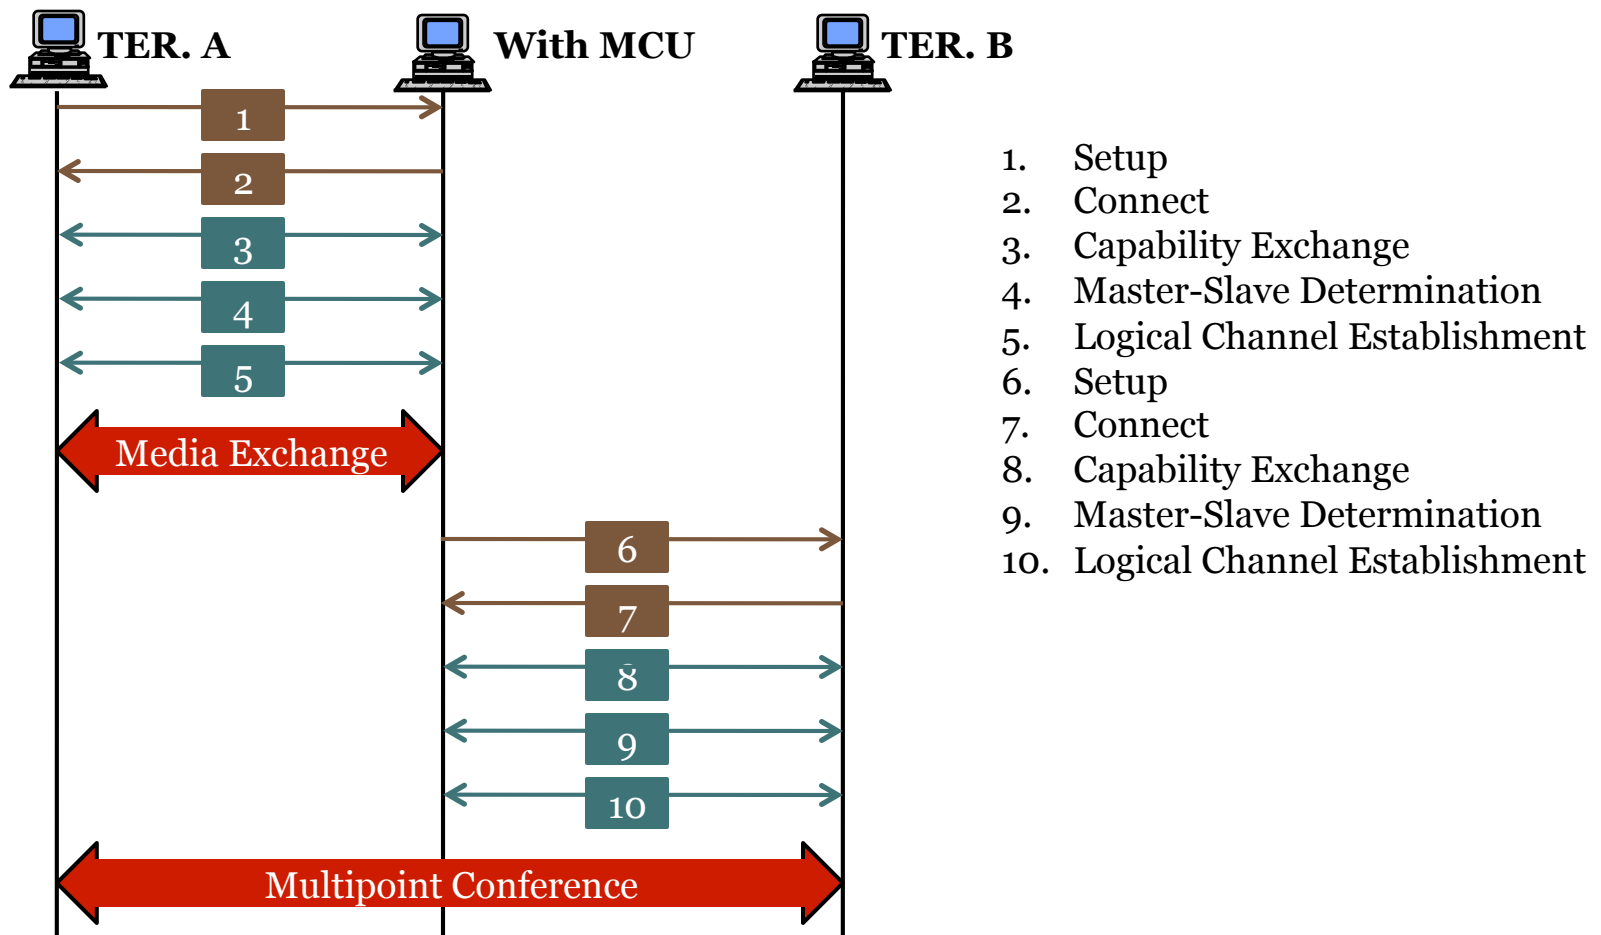 TER. A
With MCU
TER. B
1
2
3
4
5
Media Exchange
6
7
8
9
10
Multipoint Conference
1. Setup
2. Connect
3. Capability Exchange
4. Master-Slave Determination
5. Logical Channel Establishment
6. Setup
7. Connect
8. Capability Exchange
9. Master-Slave Determination
10. Logical Channel Establishment